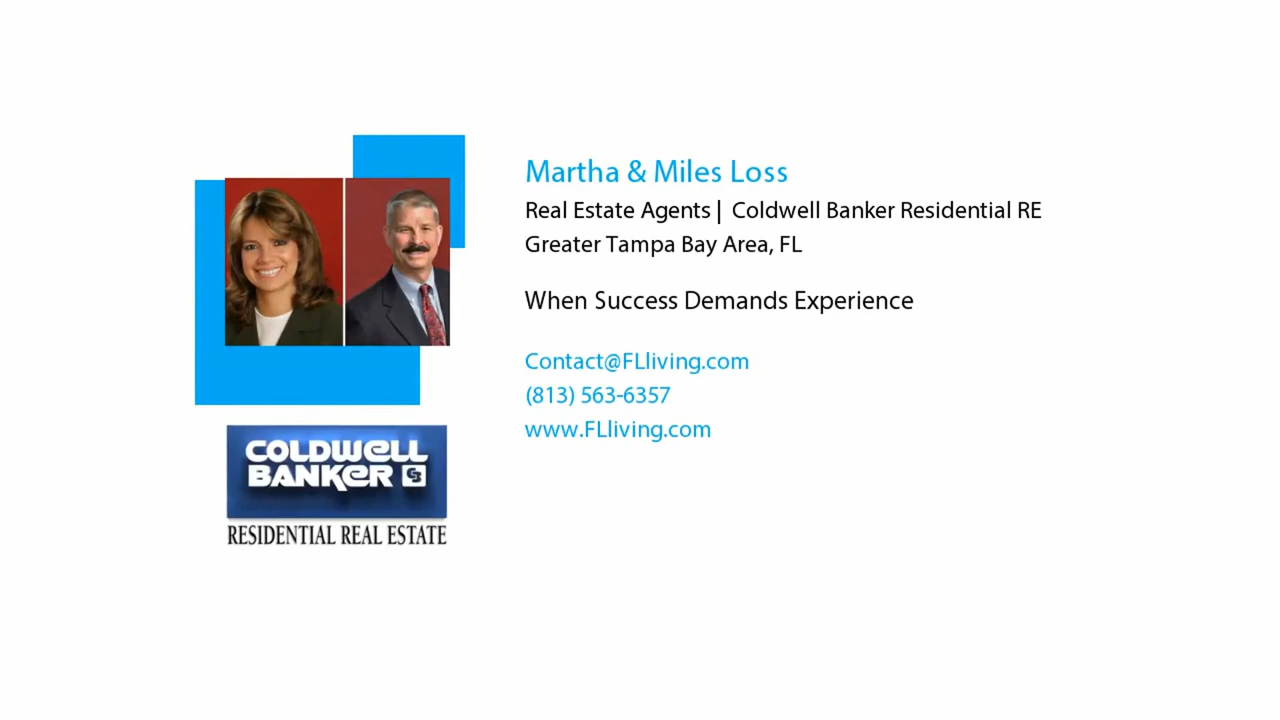 Martha & Miles Loss
Real Estate Agents | Coldwell Banker Residential RE
Greater Tampa Bay Area, FL
When Success Demands Experience
Contact@FLliving.com
(813) 563-6357
www.FLliving.com
COLDWELL
BANKER CB
RESIDENTIAL REAL ESTATE